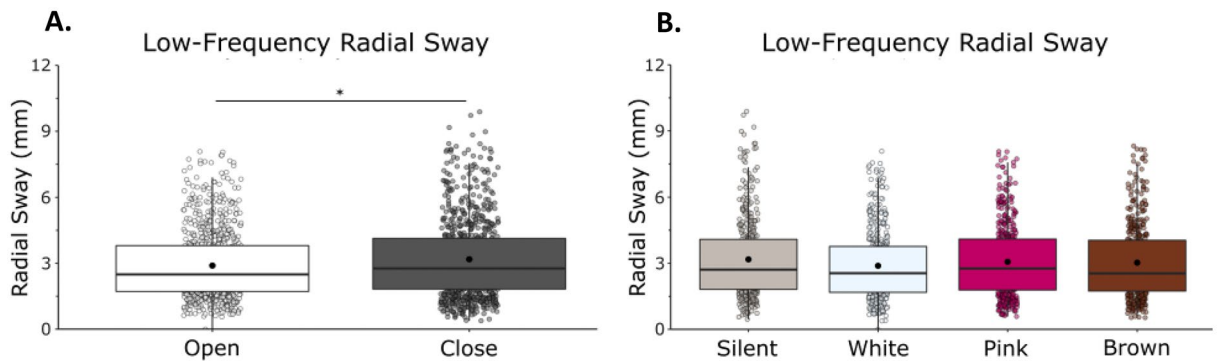 A.
Low-Frequency Radial Sway
Radial Sway (mm)
12
9
6
3
0
*
Open Close
B.
Low-Frequency Radial Sway
Radial Sway (mm)
12
9
6
3
0
Silent White Pink Brown